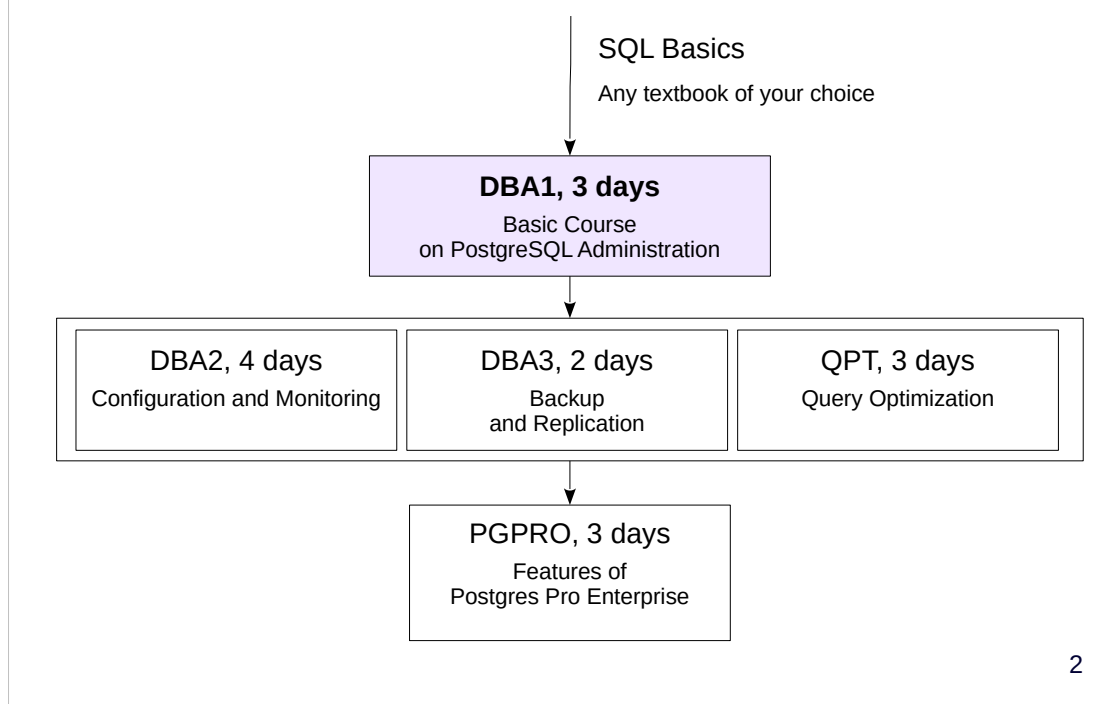 SQL Basics
Any textbook of your choice
DBA1, 3 days
Basic Course
on PostgreSQL Administration
DBA2, 4 days
Configuration and Monitoring
DBA3, 2 days
Backup
and Replication
QPT, 3 days
Query Optimization
PGPRO, 3 days
Features of
Postgres Pro Enterprise
2